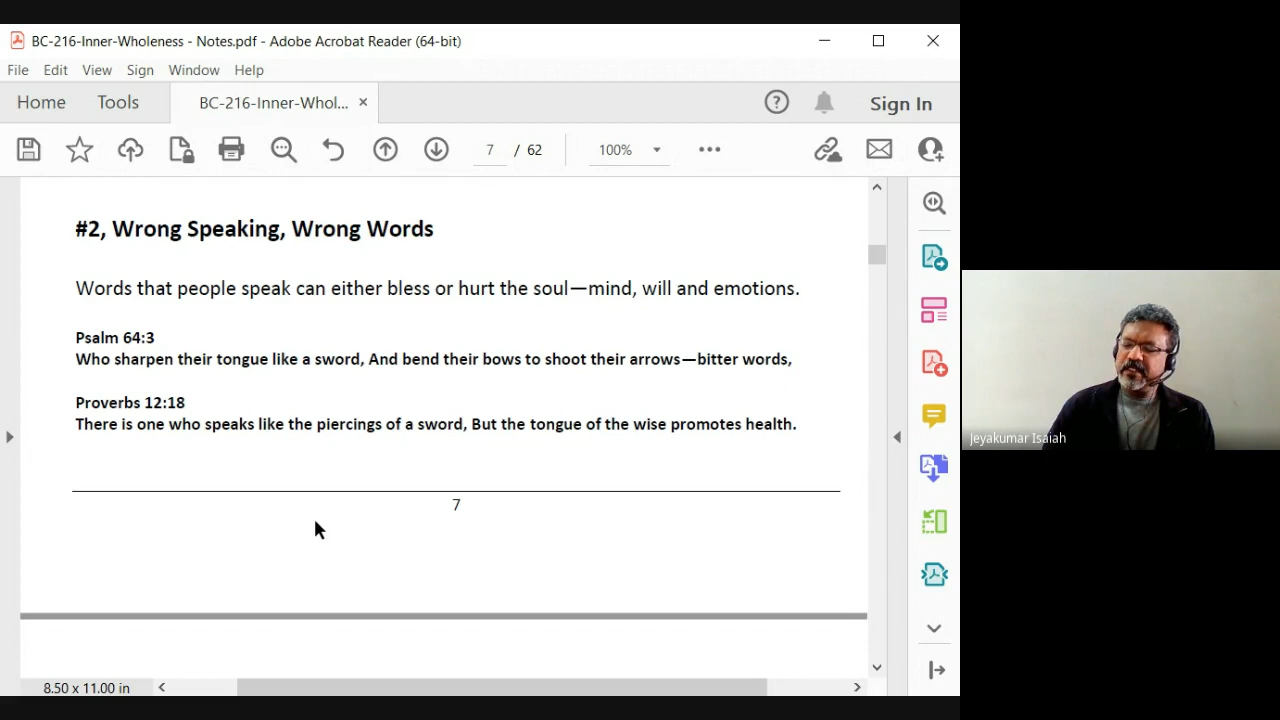 BC-216-Inner-Wholeness - Notes.pdf - Adobe Acrobat Reader (64-bit)
File Edit View Sign Window Help
Home Tools BC-216-Inner-Whol... × Sign In
7 / 62 100%
#2, Wrong Speaking, Wrong Words
Words that people speak can either bless or hurt the soul—mind, will and emotions.
Psalm 64:3
Who sharpen their tongue like a sword, And bend their bows to shoot their arrows—bitter words,
Proverbs 12:18
There is one who speaks like the piercings of a sword, But the tongue of the wise promotes health.
7
8.50 x 11.00 in
Jeyakumar Isaiah